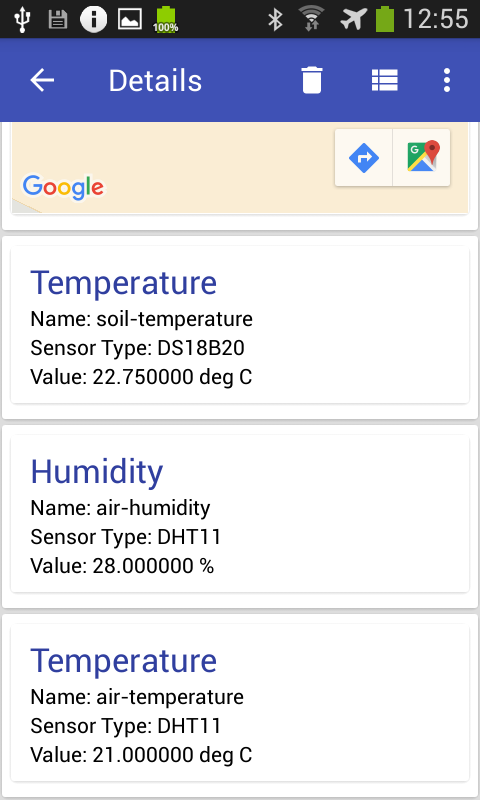 100%
12:55
Details
Google
Temperature
Name: soil-temperature
Sensor Type: DS18B20
Value: 22.750000 deg C
Humidity
Name: air-humidity
Sensor Type: DHT11
Value: 28.000000 %
Temperature
Name: air-temperature
Sensor Type: DHT11
Value: 21.000000 deg C